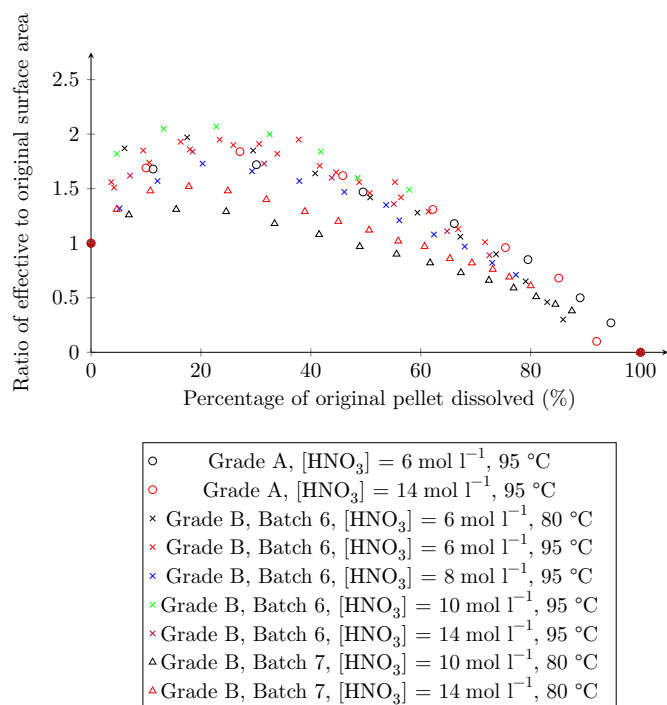 2.5
2
1.5
1
0.5
0
0
20
40
60
80
100
Ratio of effective to original surface area
Percentage of original pellet dissolved (%)
Grade A, [HNO₃] = 6 mol l⁻¹, 95 °C
Grade A, [HNO₃] = 14 mol l⁻¹, 95 °C
Grade B, Batch 6, [HNO₃] = 6 mol l⁻¹, 80 °C
Grade B, Batch 6, [HNO₃] = 6 mol l⁻¹, 95 °C
Grade B, Batch 6, [HNO₃] = 8 mol l⁻¹, 95 °C
Grade B, Batch 6, [HNO₃] = 10 mol l⁻¹, 95 °C
Grade B, Batch 6, [HNO₃] = 14 mol l⁻¹, 95 °C
Grade B, Batch 7, [HNO₃] = 10 mol l⁻¹, 80 °C
Grade B, Batch 7, [HNO₃] = 14 mol l⁻¹, 80 °C